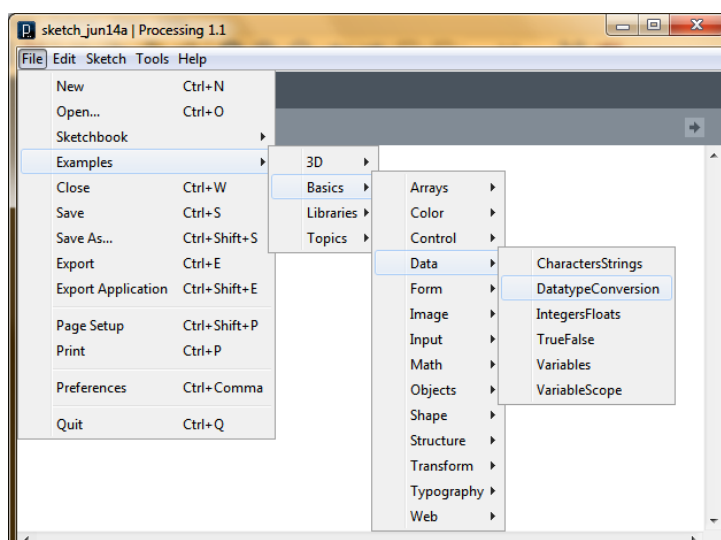 sketch_jun14a | Processing 1.1
File Edit Sketch Tools Help
New Ctrl+N
Open... Ctrl+O
Sketchbook
Examples
Close Ctrl+W
Save Ctrl+S
Save As... Ctrl+Shift+S
Export Ctrl+E
Export Application Ctrl+Shift+E
Page Setup Ctrl+Shift+P
Print Ctrl+P
Preferences Ctrl+Comma
Quit Ctrl+Q
3D
Basics
Libraries
Topics
Arrays
Color
Control
Data
Form
Image
Input
Math
Objects
Shape
Structure
Transform
Typography
Web
CharactersStrings
DatatypeConversion
IntegersFloats
TrueFalse
Variables
VariableScope